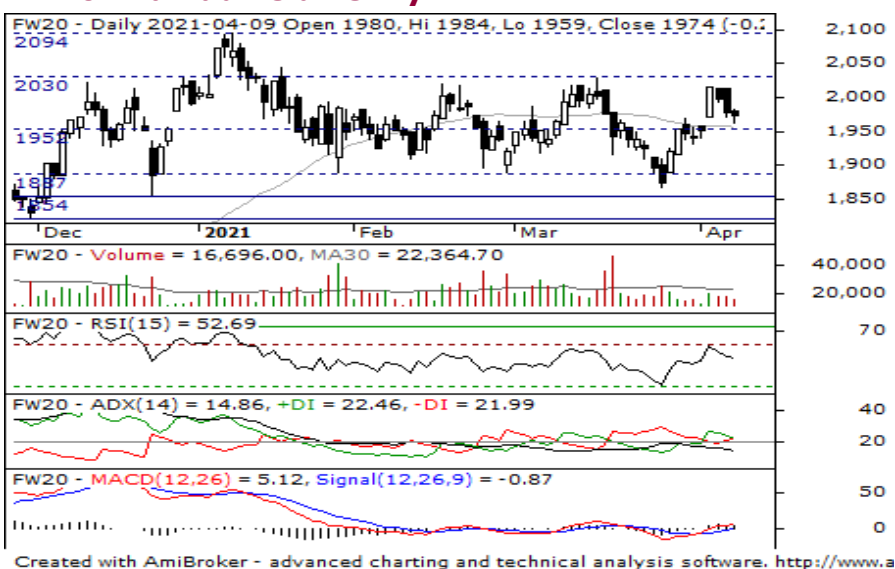 FW20 - Daily 2021-04-09 Open 1980, Hi 1984, Lo 1959, Close 1974 (-0.
2,100
2094
2,050
2030
2,000
1952
1,950
1,900
1887
1,850
1854
Dec 2021 Feb Mar Apr
FW20 - Volume = 16,696.00, MA30 = 22,364.70
40,000
20,000
FW20 - RSI(15) = 52.69
70
FW20 - ADX(14) = 14.86, +DI = 22.46, -DI = 21.99
40
20
FW20 - MACD(12,26) = 5.12, Signal(12,26,9) = -0.87
50
0
Created with AmiBroker - advanced charting and technical analysis software. http://www.a